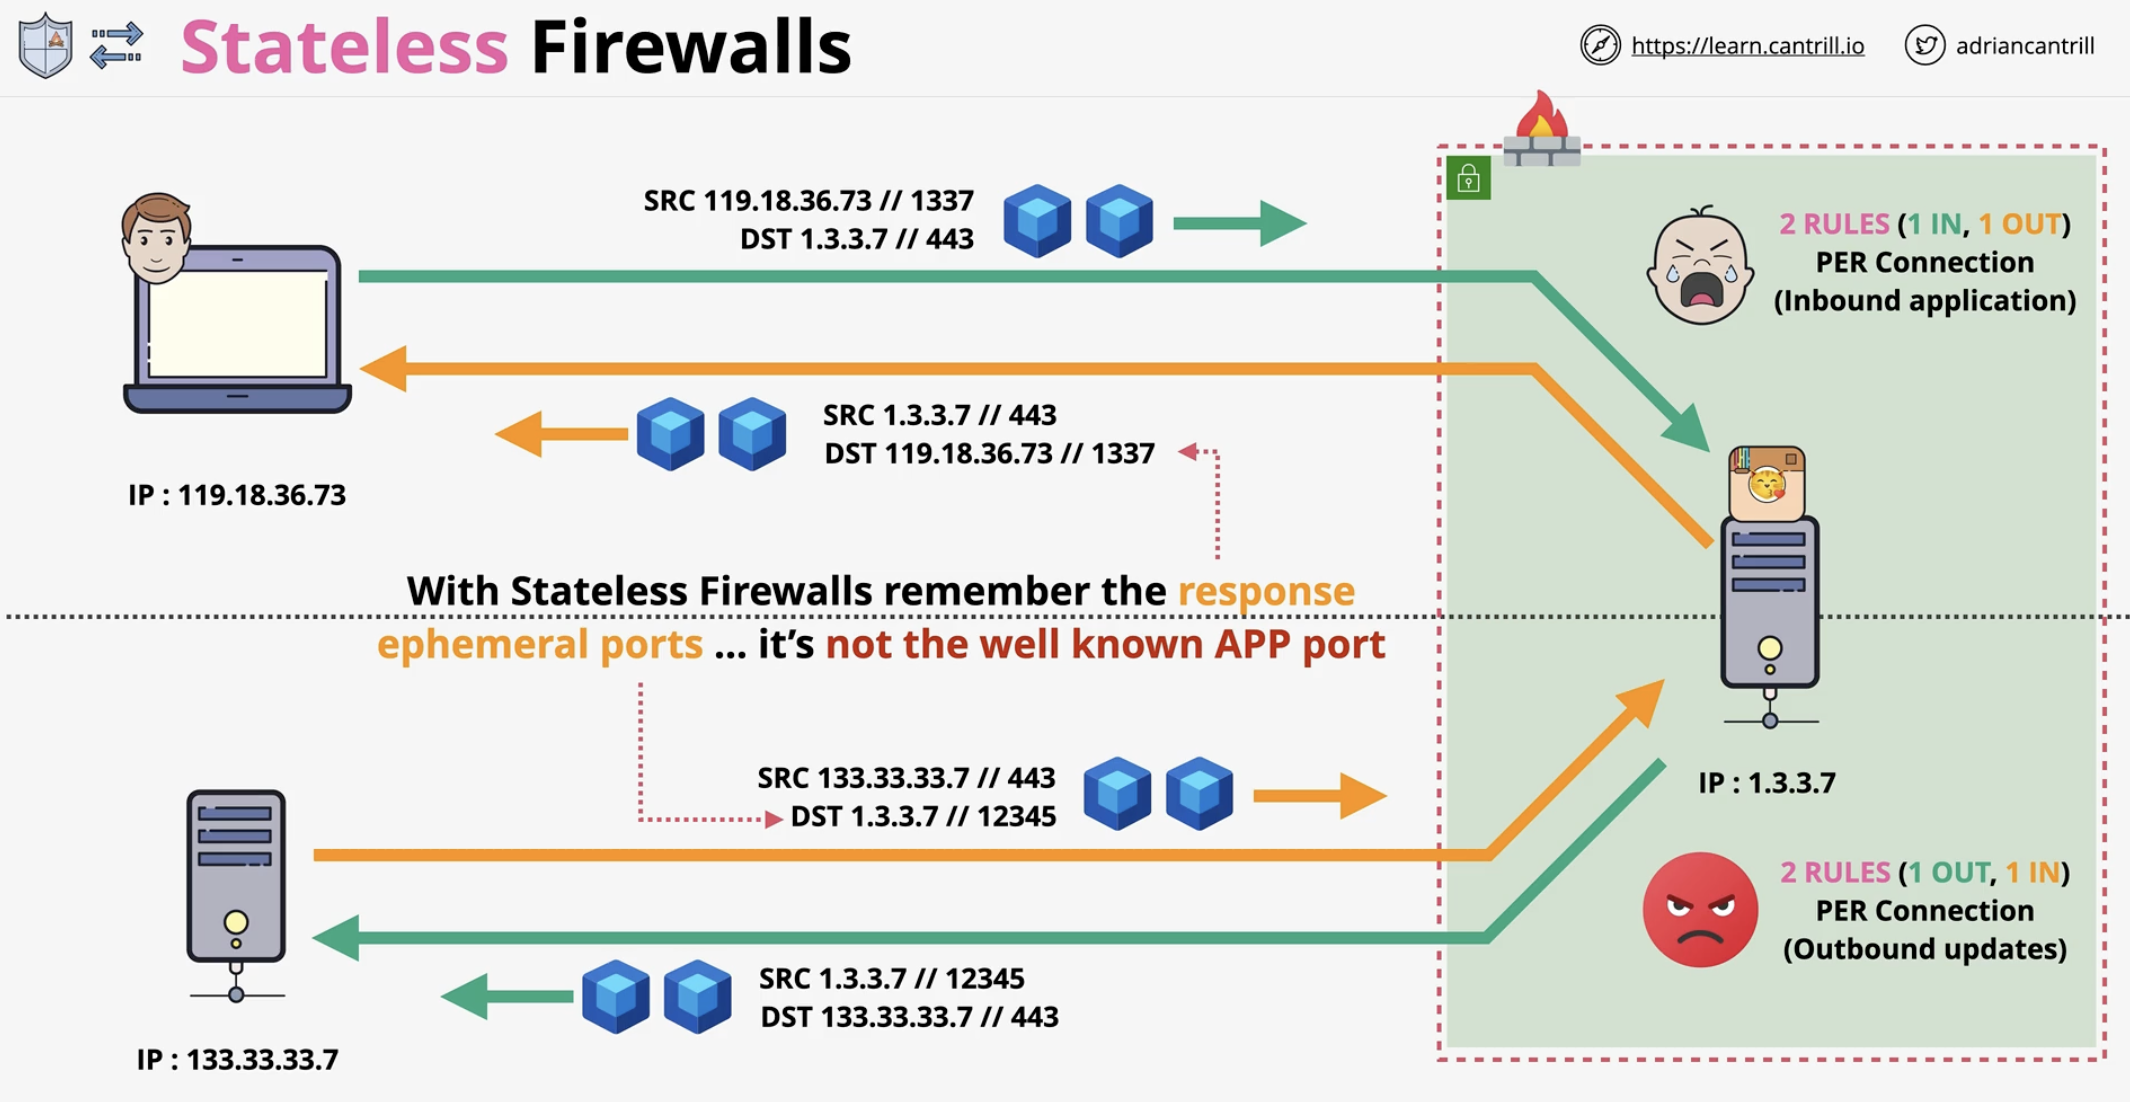 Stateless Firewalls
https://learn.cantrill.io
adriancantrill
SRC 119.18.36.73 // 1337
DST 1.3.3.7 // 443
2 RULES (1 IN, 1 OUT)
PER Connection
(Inbound application)
SRC 1.3.3.7 // 443
DST 119.18.36.73 // 1337
IP : 119.18.36.73
With Stateless Firewalls remember the response
ephemeral ports ... it’s not the well known APP port
SRC 133.33.33.7 // 443
DST 1.3.3.7 // 12345
IP : 1.3.3.7
2 RULES (1 OUT, 1 IN)
PER Connection
(Outbound updates)
SRC 1.3.3.7 // 12345
DST 133.33.33.7 // 443
IP : 133.33.33.7